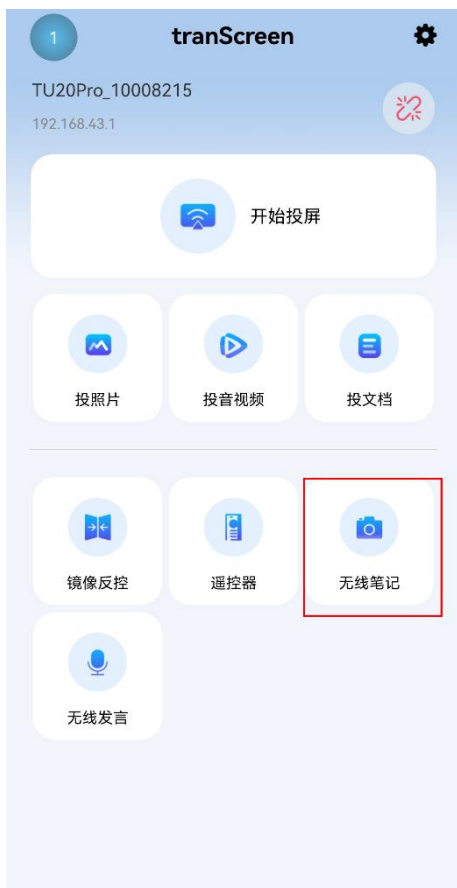 1
tranScreen
TU20Pro_10008215
192.168.43.1
开始投屏
投照片
投音视频
投文档
镜像反控
遥控器
无线笔记
无线发言